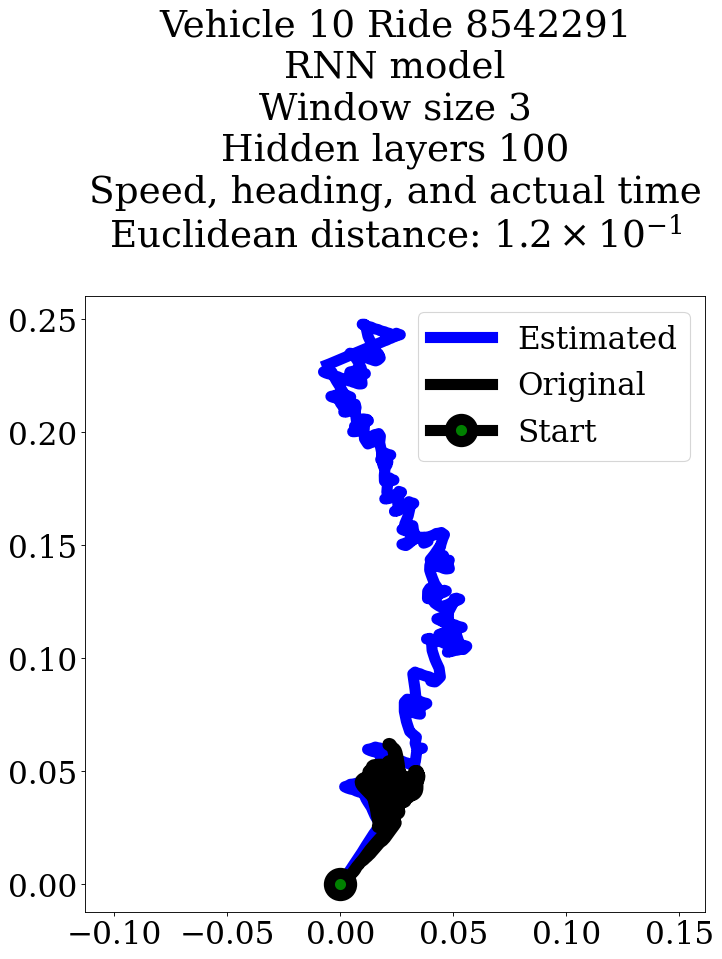 Vehicle 10 Ride 8542291
RNN model
Window size 3
Hidden layers 100
Speed, heading, and actual time
Euclidean distance: 1.2 × 10⁻¹
Estimated
Original
Start
0.25
0.20
0.15
0.10
0.05
0.00
−0.10 −0.05 0.00 0.05 0.10 0.15